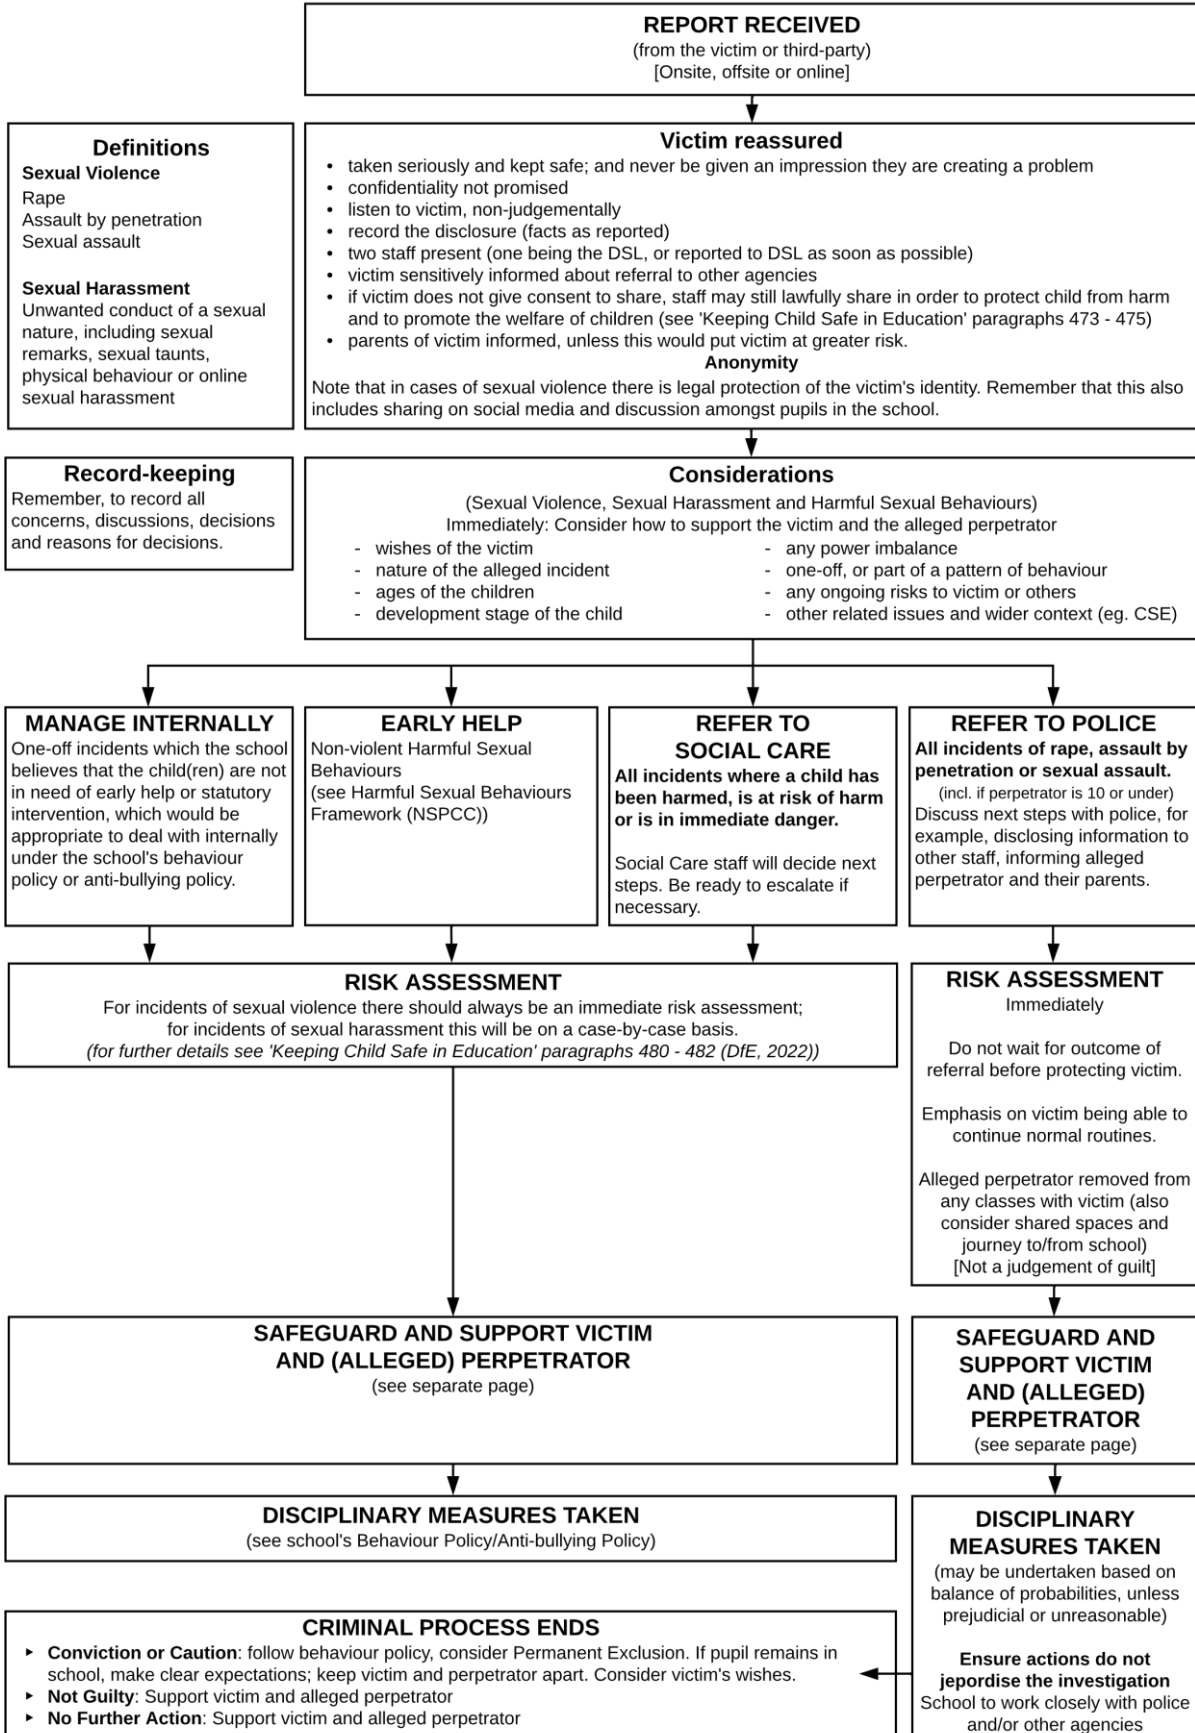 REPORT RECEIVED
(from the victim or third-party)
[Onsite, offsite or online]
Definitions
Sexual Violence
Rape
Assault by penetration
Sexual assault
Sexual Harassment
Unwanted conduct of a sexual
nature, including sexual
remarks, sexual taunts,
physical behaviour or online
sexual harassment
Victim reassured
• taken seriously and kept safe; and never be given an impression they are creating a problem
• confidentiality not promised
• listen to victim, non-judgementally
• record the disclosure (facts as reported)
• two staff present (one being the DSL, or reported to DSL as soon as possible)
• victim sensitively informed about referral to other agencies
• if victim does not give consent to share, staff may still lawfully share in order to protect child from harm
and to promote the welfare of children (see 'Keeping Child Safe in Education' paragraphs 473 - 475)
• parents of victim informed, unless this would put victim at greater risk.
Anonymity
Note that in cases of sexual violence there is legal protection of the victim's identity. Remember that this also
includes sharing on social media and discussion amongst pupils in the school.
Record-keeping
Remember, to record all
concerns, discussions, decisions
and reasons for decisions.
Considerations
(Sexual Violence, Sexual Harassment and Harmful Sexual Behaviours)
Immediately: Consider how to support the victim and the alleged perpetrator
- wishes of the victim
- nature of the alleged incident
- ages of the children
- development stage of the child
- any power imbalance
- one-off, or part of a pattern of behaviour
- any ongoing risks to victim or others
- other related issues and wider context (eg. CSE)
MANAGE INTERNALLY
One-off incidents which the school
believes that the child(ren) are not
in need of early help or statutory
intervention, which would be
appropriate to deal with internally
under the school's behaviour
policy or anti-bullying policy.
EARLY HELP
Non-violent Harmful Sexual
Behaviours
(see Harmful Sexual Behaviours
Framework (NSPCC))
REFER TO
SOCIAL CARE
All incidents where a child has
been harmed, is at risk of harm
or is in immediate danger.
Social Care staff will decide next
steps. Be ready to escalate if
necessary.
REFER TO POLICE
All incidents of rape, assault by
penetration or sexual assault.
(incl. if perpetrator is 10 or under)
Discuss next steps with police, for
example, disclosing information to
other staff, informing alleged
perpetrator and their parents.
RISK ASSESSMENT
For incidents of sexual violence there should always be an immediate risk assessment;
for incidents of sexual harassment this will be on a case-by-case basis.
(for further details see 'Keeping Child Safe in Education' paragraphs 480 - 482 (DfE, 2022))
RISK ASSESSMENT
Immediately
Do not wait for outcome of
referral before protecting victim.
Emphasis on victim being able to
continue normal routines.
Alleged perpetrator removed from
any classes with victim (also
consider shared spaces and
journey to/from school)
[Not a judgement of guilt]
SAFEGUARD AND SUPPORT VICTIM
AND (ALLEGED) PERPETRATOR
(see separate page)
SAFEGUARD AND
SUPPORT VICTIM
AND (ALLEGED)
PERPETRATOR
(see separate page)
DISCIPLINARY MEASURES TAKEN
(see school's Behaviour Policy/Anti-bullying Policy)
DISCIPLINARY
MEASURES TAKEN
(may be undertaken based on
balance of probabilities, unless
prejudicial or unreasonable)
Ensure actions do not
jepordise the investigation
School to work closely with police
and/or other agencies
CRIMINAL PROCESS ENDS
▸ Conviction or Caution: follow behaviour policy, consider Permanent Exclusion. If pupil remains in
school, make clear expectations; keep victim and perpetrator apart. Consider victim's wishes.
▸ Not Guilty: Support victim and alleged perpetrator
▸ No Further Action: Support victim and alleged perpetrator